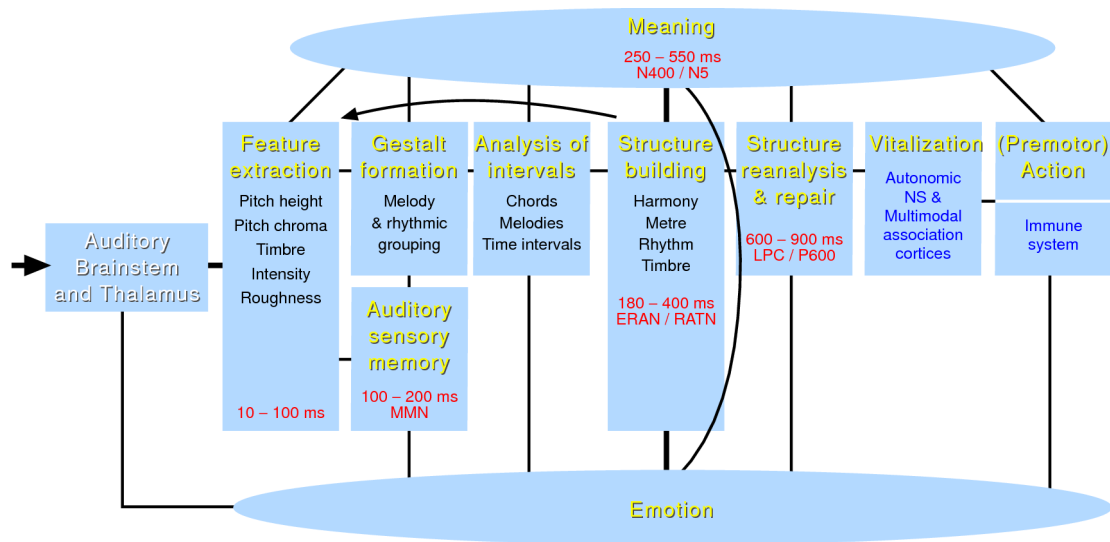 Meaning
250 – 550 ms
N400 / N5
Auditory
Brainstem
and Thalamus
Feature
extraction
Pitch height
Pitch chroma
Timbre
Intensity
Roughness
10 – 100 ms
Gestalt
formation
Melody
& rhythmic
grouping
Auditory
sensory
memory
100 – 200 ms
MMN
Analysis of
intervals
Chords
Melodies
Time intervals
Structure
building
Harmony
Metre
Rhythm
Timbre
180 – 400 ms
ERAN / RATN
Structure
reanalysis
& repair
600 – 900 ms
LPC / P600
Vitalization
Autonomic
NS &
Multimodal
association
cortices
(Premotor)
Action
Immune
system
Emotion